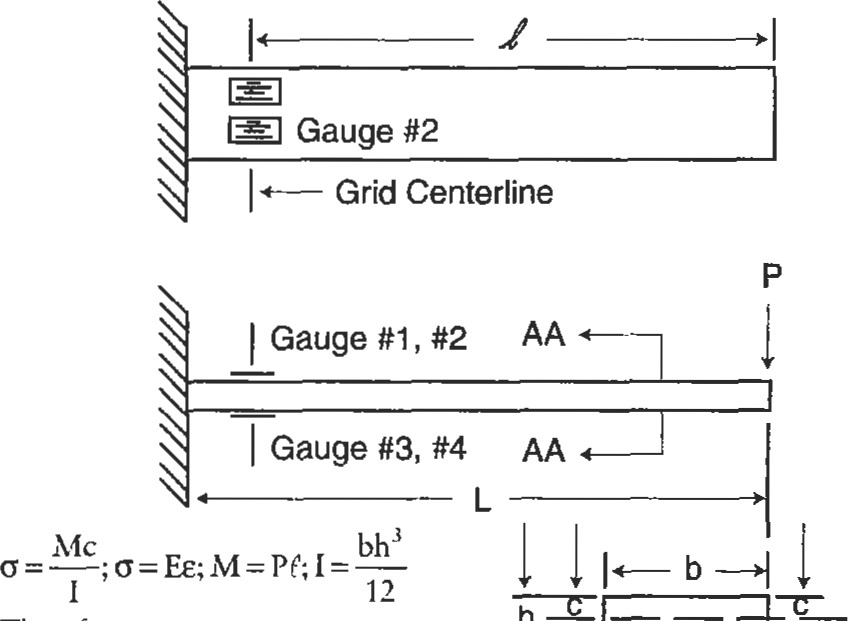 ℓ
Gauge #2
Grid Centerline
P
Gauge #1, #2 AA
Gauge #3, #4 AA
L
σ = Mc/I; σ = Eε; M = Pℓ; I = bh³/12
b
h c c